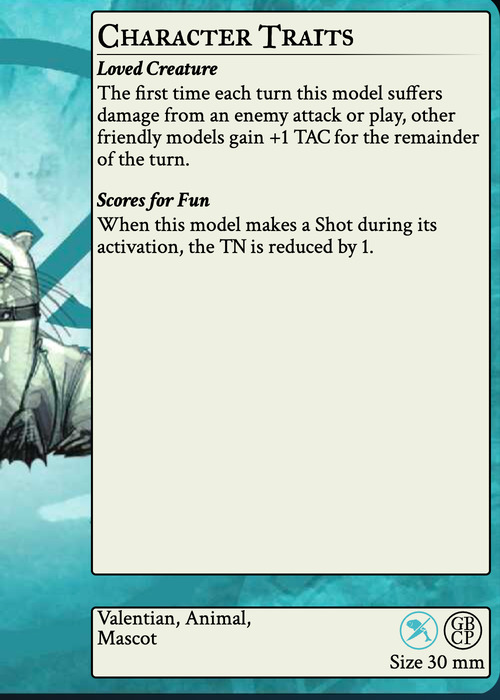 Character Traits
Loved Creature
The first time each turn this model suffers
damage from an enemy attack or play, other
friendly models gain +1 TAC for the remainder
of the turn.
Scores for Fun
When this model makes a Shot during its
activation, the TN is reduced by 1.
Valentian, Animal,
Mascot
GB
CP
Size 30 mm